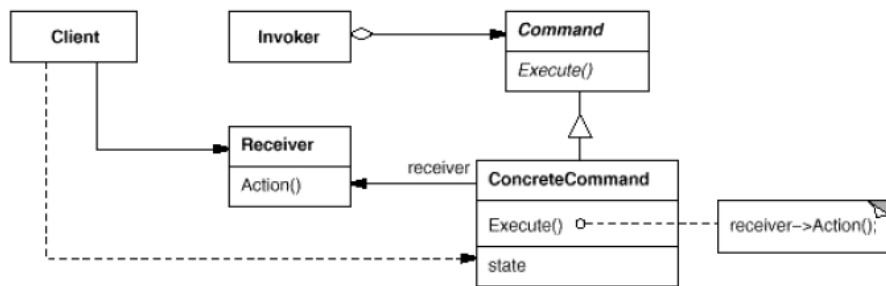 Client
Invoker
Command
Execute()
Receiver
Action()
receiver
ConcreteCommand
Execute()
receiver->Action();
state